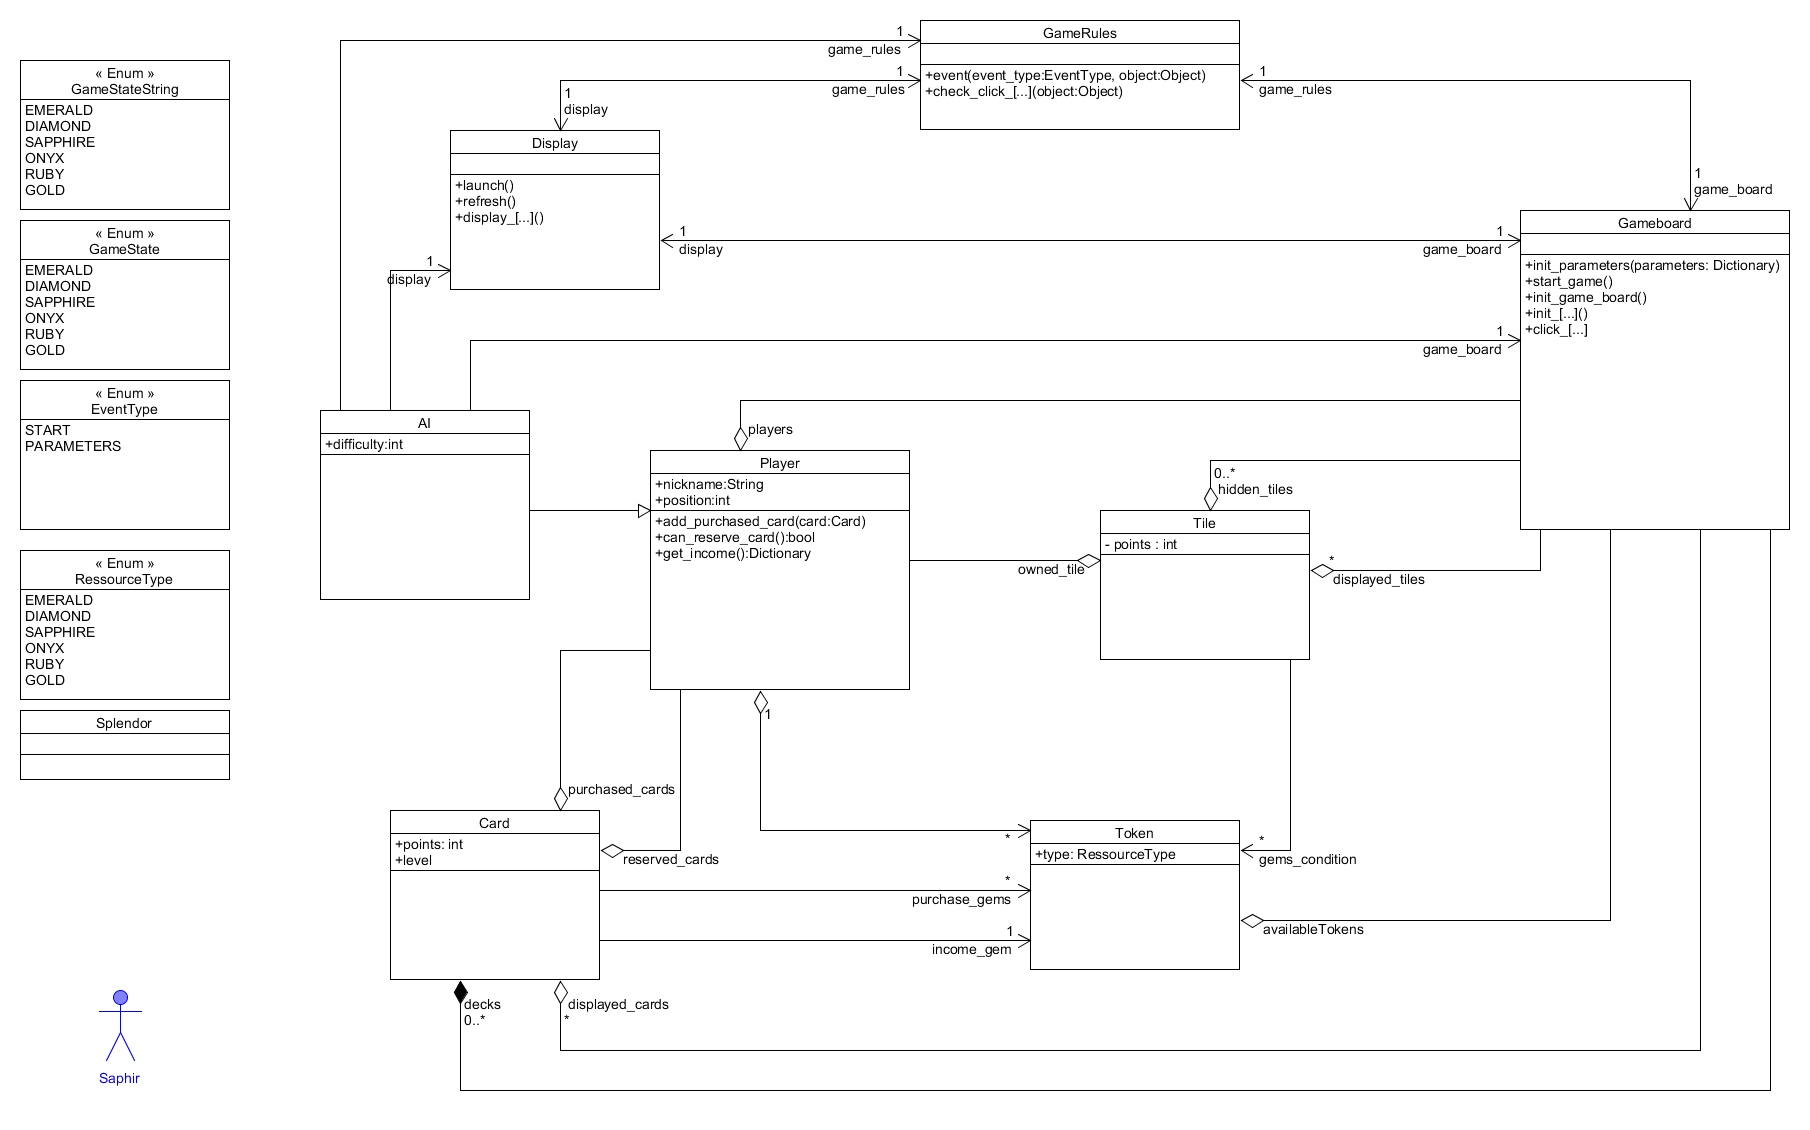 « Enum »
GameStateString
EMERALD
DIAMOND
SAPPHIRE
ONYX
RUBY
GOLD
« Enum »
GameState
EMERALD
DIAMOND
SAPPHIRE
ONYX
RUBY
GOLD
« Enum »
EventType
START
PARAMETERS
« Enum »
RessourceType
EMERALD
DIAMOND
SAPPHIRE
ONYX
RUBY
GOLD
Splendor
Saphir
1
game_rules
1
game_rules
GameRules
+event(event_type:EventType, object:Object)
+check_click_[...](object:Object)
1
game_rules
1
display
Display
+launch()
+refresh()
+display_[...]()
1
display
1
game_board
1
game_board
Gameboard
+init_parameters(parameters: Dictionary)
+start_game()
+init_game_board()
+init_[...]()
+click_[...]
1
display
1
game_board
AI
+difficulty:int
players
Player
+nickname:String
+position:int
+add_purchased_card(card:Card)
+can_reserve_card():bool
+get_income():Dictionary
0..*
hidden_tiles
Tile
- points : int
owned_tile
*
displayed_tiles
1
*
purchased_cards
Card
+points: int
+level
reserved_cards
Token
+type: RessourceType
*
gems_condition
*
purchase_gems
1
income_gem
availableTokens
decks
0..*
displayed_cards
*